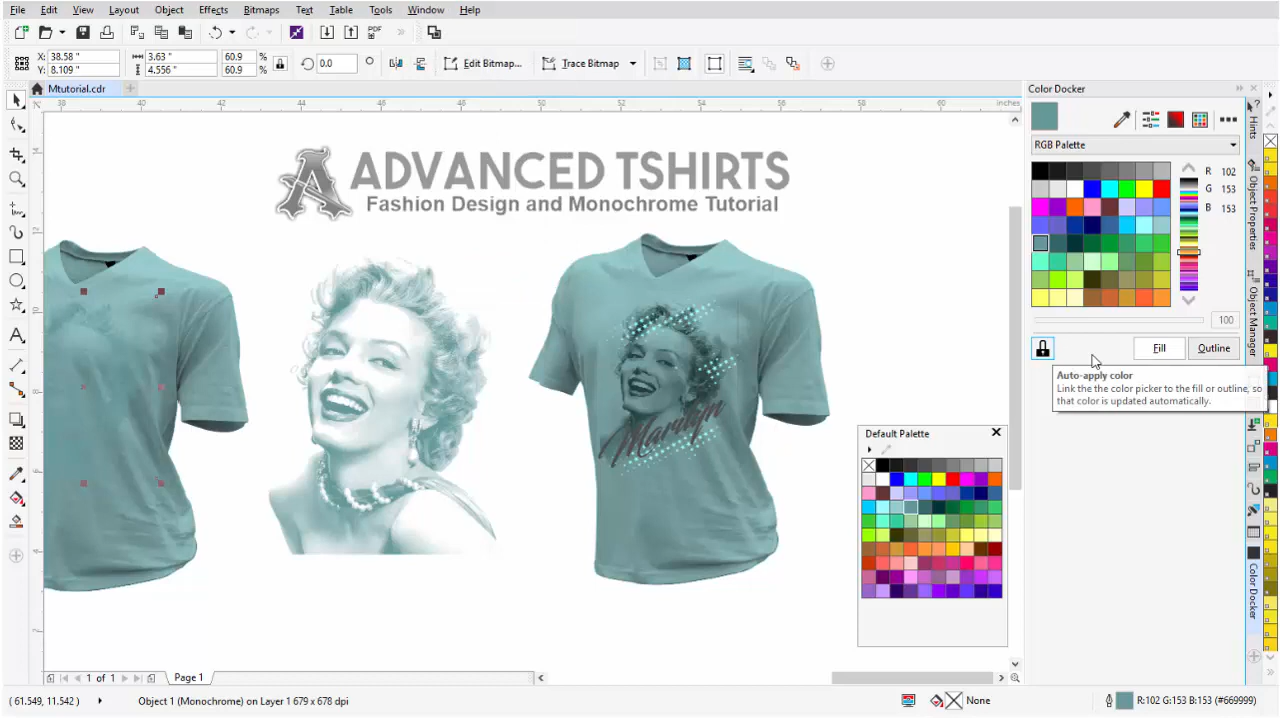 File Edit View Layout Object Effects Bitmaps Text Table Tools Window Help
PDF
X: 38.58 " 3.63 " 60.9 %
Y: 8.109 " 4.556 " 60.9 %
0.0 °
Edit Bitmap... Trace Bitmap
Mtutorial.cdr
38 40 42 44 46 48 50 52 54 56 58 60 inches
Color Docker
RGB Palette
R 102
G 153
B 153
100
Fill Outline
Auto-apply color
Link the the color picker to the fill or outline, so
that color is updated automatically.
Hints
Object Properties
Object Manager
Color Docker
A ADVANCED TSHIRTS
Fashion Design and Monochrome Tutorial
Marilyn
Default Palette
1 of 1 Page 1
( 61.549, 11.542 ) Object 1 (Monochrome) on Layer 1 679 x 678 dpi None R:102 G:153 B:153 (#669999)